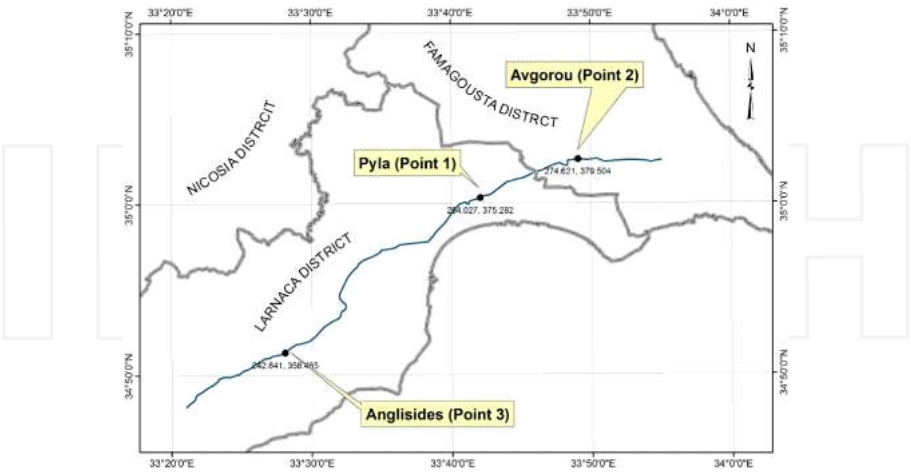 33°20'0"E 33°30'0"E 33°40'0"E 33°50'0"E 34°0'0"E
35°10'0"N
35°10'0"N
N
FAMAGOUSTA DISTRCT
Avgorou (Point 2)
NICOSIA DISTRCIT
Pyla (Point 1)
274.621, 379.504
35°0'0"N
35°0'0"N
264.027, 375.282
LARNACA DISTRICT
242.841, 358.465
34°50'0"N
34°50'0"N
Anglisides (Point 3)
33°20'0"E 33°30'0"E 33°40'0"E 33°50'0"E 34°0'0"E